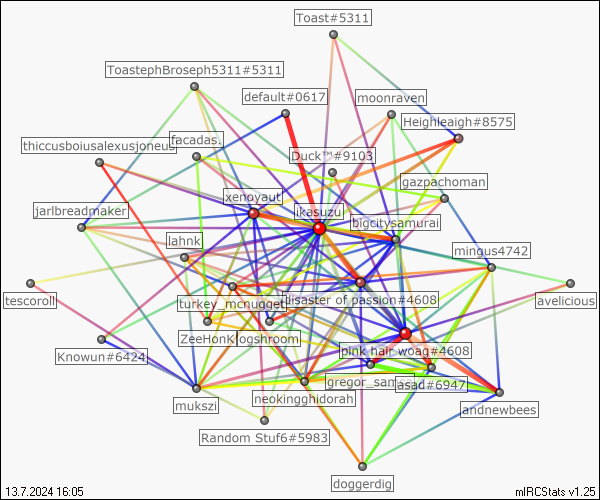 Toast#5311
ToastephBroseph5311#5311
default#0617
moonraven
Heighleigh#8575
facadas.
thiccusboiusalexusjoneus
Duck™#9103
gazpachoman
xenoyaut
ikasuzu
jarlbreadmaker
bigcitysamurai
lahnk
mingus4742
tescoroll
turkey_mcnugget
disaster of passion#4608
avelicious
ZeeHonk
logshroom
Knowun#6424
pink hair woag#4608
gregor_sam
asad#6947
mukszi
neokingghidorah
andnewbees
Random Stuf6#5983
doggerdig
13.7.2024 16:05
mIRCStats v1.25